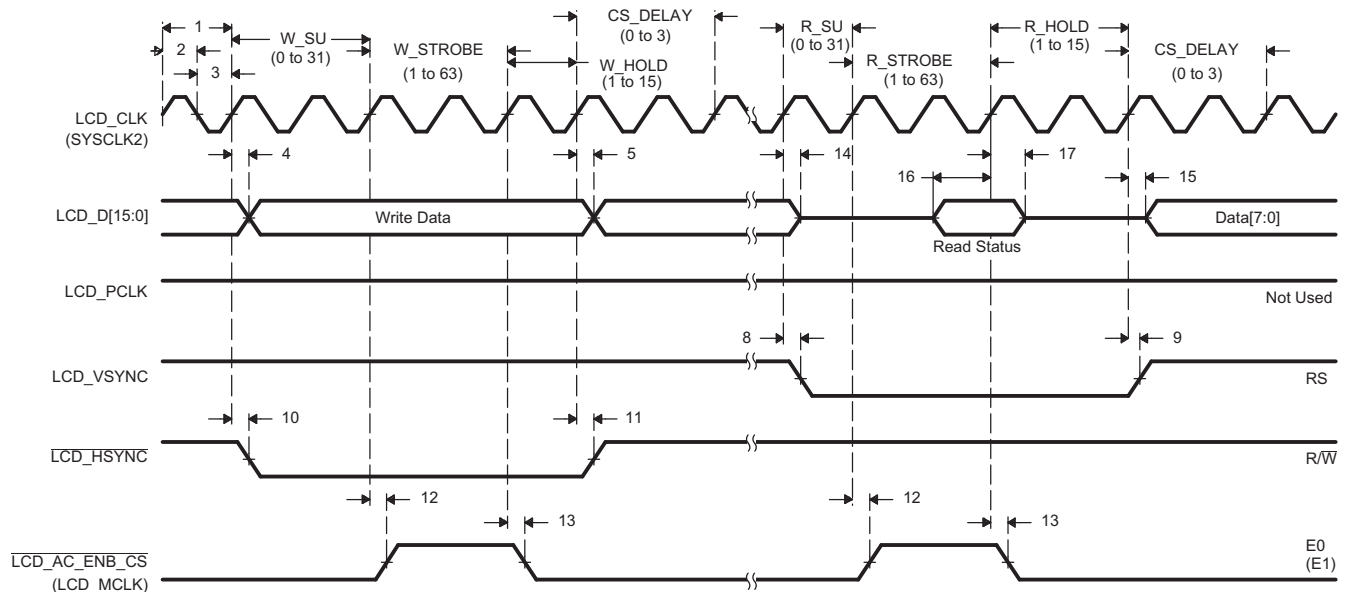 1
2
3
W_SU
(0 to 31)
W_STROBE
(1 to 63)
CS_DELAY
(0 to 3)
W_HOLD
(1 to 15)
R_SU
(0 to 31)
R_STROBE
(1 to 63)
R_HOLD
(1 to 15)
CS_DELAY
(0 to 3)
LCD_CLK
(SYSCLK2)
4
5
14
17
16
15
LCD_D[15:0]
Write Data
Read Status
Data[7:0]
LCD_PCLK
Not Used
8
9
LCD_VSYNC
RS
10
11
LCD_HSYNC
R/W
12
13
12
13
LCD_AC_ENB_CS
(LCD_MCLK)
E0
(E1)